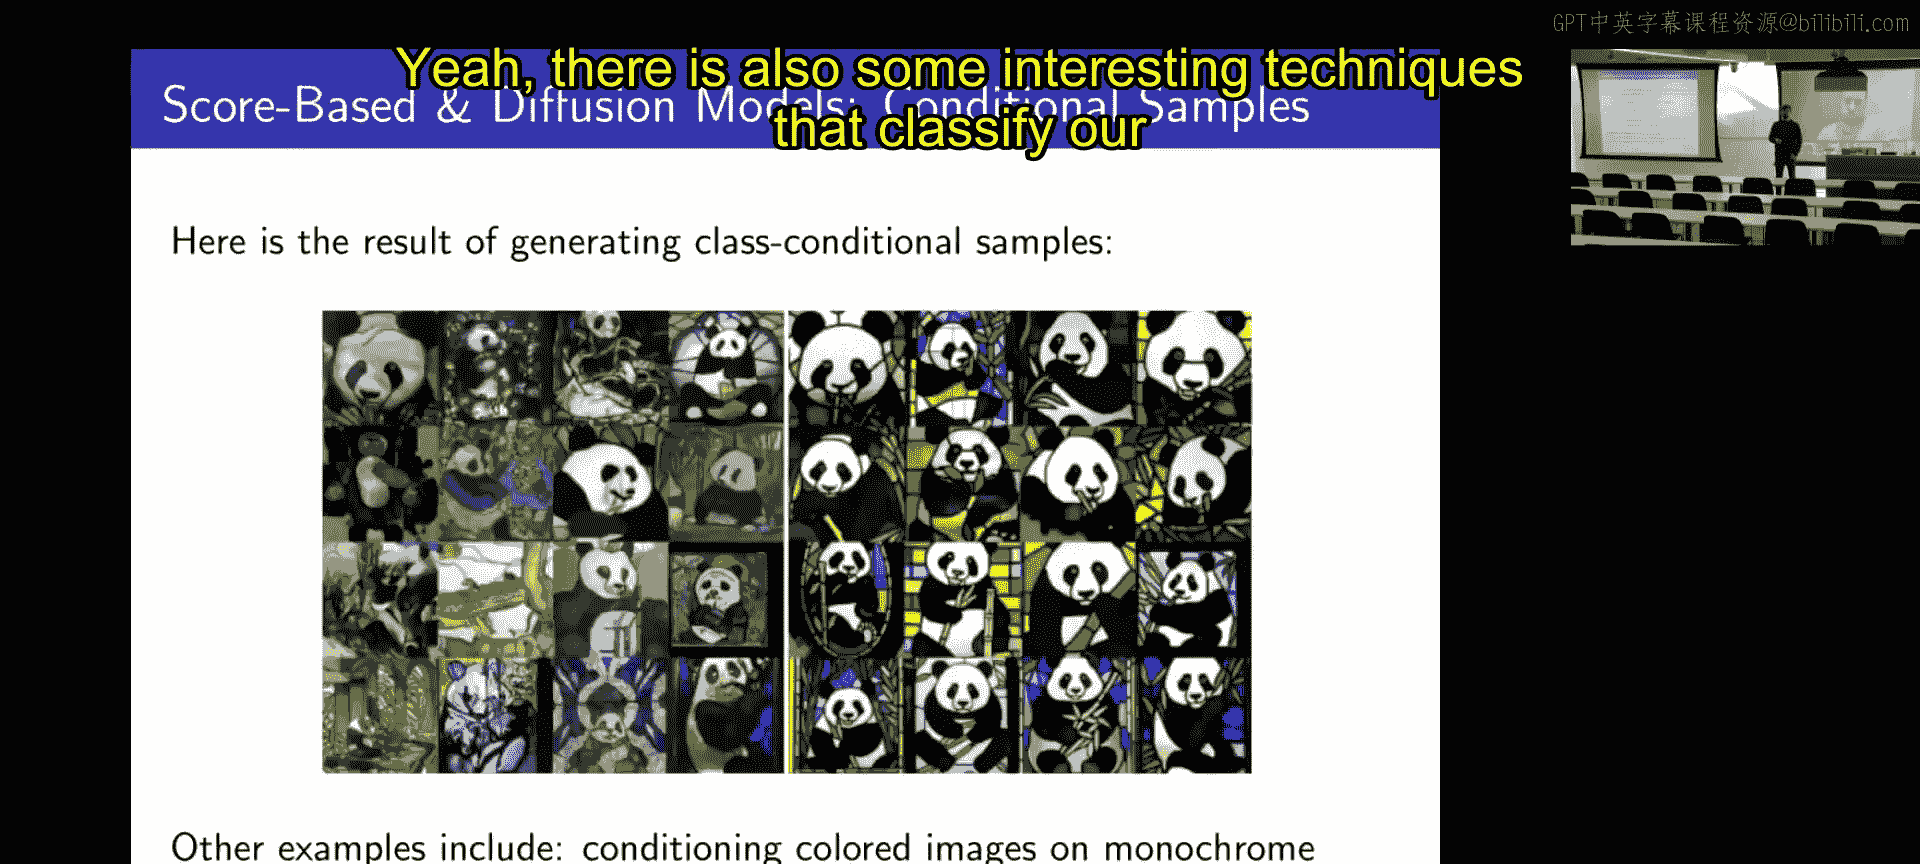 GPT中英字幕课程资源@bilibili.com
Yeah, there is also some interesting techniques
that classify our
Score-Based & Diffusion Models: Conditional Samples
Here is the result of generating class-conditional samples:
Other examples include: conditioning colored images on monochrome